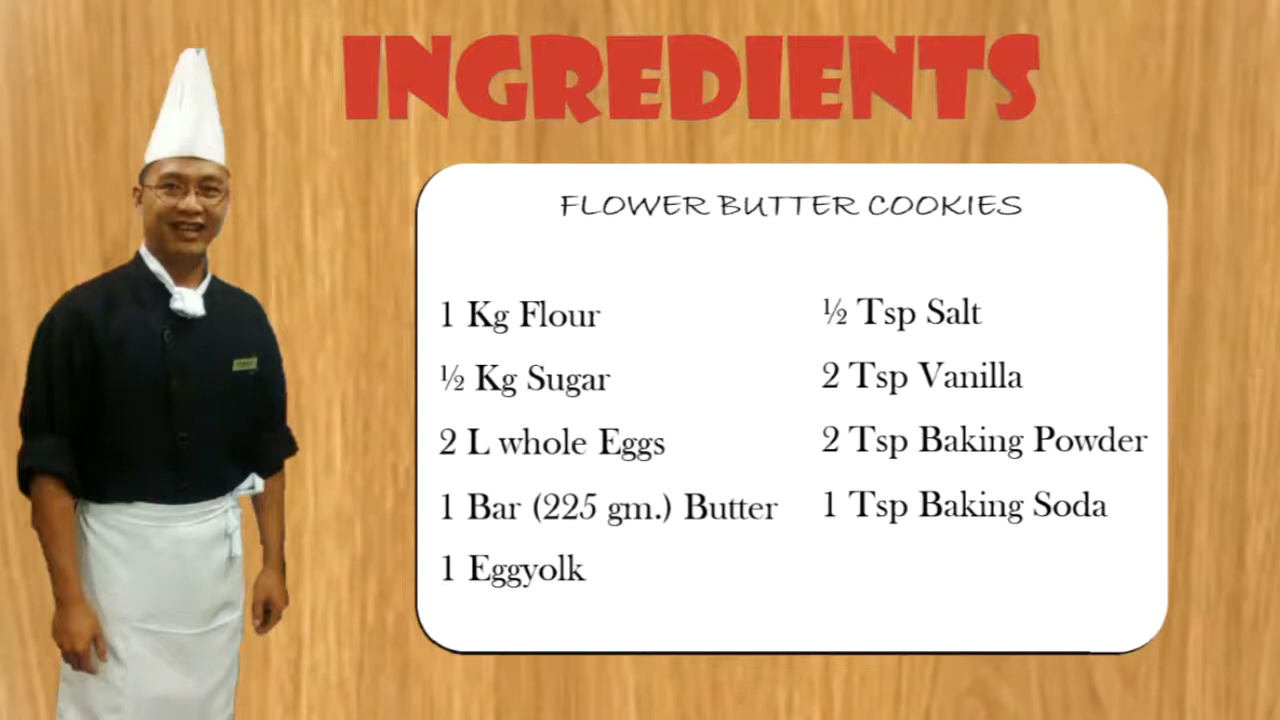 INGREDIENTS
FLOWER BUTTER COOKIES
1 Kg Flour
½ Kg Sugar
2 L whole Eggs
1 Bar (225 gm.) Butter
1 Eggyolk
½ Tsp Salt
2 Tsp Vanilla
2 Tsp Baking Powder
1 Tsp Baking Soda